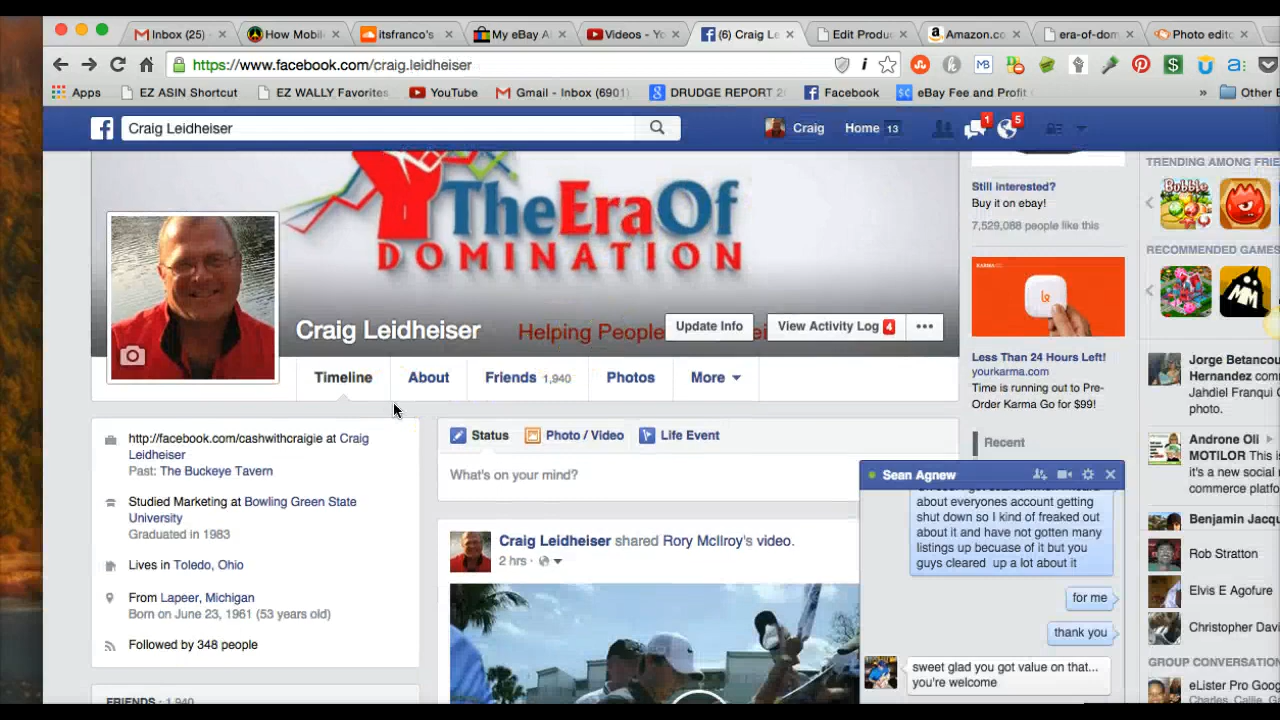 Inbox (25)
How Mobile
itsfranco's
My eBay A
Videos - Yo
(6) Craig Le
Edit Produ
Amazon.co
era-of-dom
Photo edito
https://www.facebook.com/craig.leidheiser
Apps
EZ ASIN Shortcut
EZ WALLY Favorites
YouTube
Gmail - Inbox (6901)
DRUDGE REPORT 20
Facebook
eBay Fee and Profi
Other B
Craig Leidheiser
Craig
Home 13
1
5
TheEraOf
DOMINATION
Craig Leidheiser
Helping People
Update Info
View Activity Log 4
Timeline
About
Friends 1,940
Photos
More
http://facebook.com/cashwithcraigie at Craig
Leidheiser
Past: The Buckeye Tavern
Studied Marketing at Bowling Green State
University
Graduated in 1983
Lives in Toledo, Ohio
From Lapeer, Michigan
Born on June 23, 1961 (53 years old)
Followed by 348 people
FRIENDS · 1,940
Status
Photo / Video
Life Event
What's on your mind?
Craig Leidheiser shared Rory McIlroy's video.
2 hrs ·
Still interested?
Buy it on ebay!
7,529,088 people like this
Less Than 24 Hours Left!
yourkarma.com
Time is running out to Pre-
Order Karma Go for $99!
Recent
Sean Agnew
about everyones account getting
shut down so I kind of freaked out
about it and have not gotten many
listings up becuase of it but you
guys cleared up a lot about it
for me
thank you
sweet glad you got value on that...
you're welcome
TRENDING AMONG FRIE
Bubble
RECOMMENDED GAMES
Jorge Betancou
Hernandez com
Jahdiel Franqui C
photo.
Androne Oli
MOTILOR This is
it's a new social m
commerce platfo
Benjamin Jacqu
Rob Stratton
Elvis E Agofure
Christopher Davi
GROUP CONVERSATION
eLister Pro Goog
Charles, Callie, G